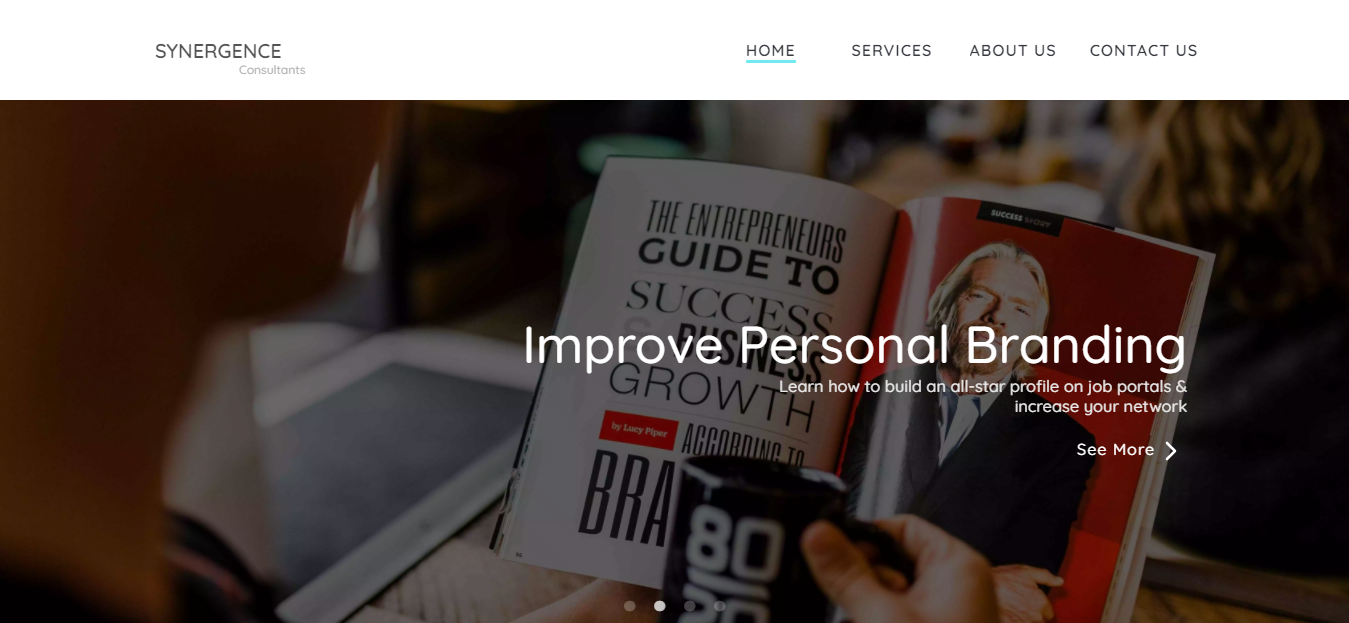 SYNERGENCE
Consultants
HOME
SERVICES
ABOUT US
CONTACT US
SUCCESS STORY
THE ENTREPRENEURS
GUIDE TO
SUCCESS
BUSINESS
GROWTH
by Lucy Piper
ACCORDING TO
BRA
80
Improve Personal Branding
Learn how to build an all-star profile on job portals &
increase your network
See More